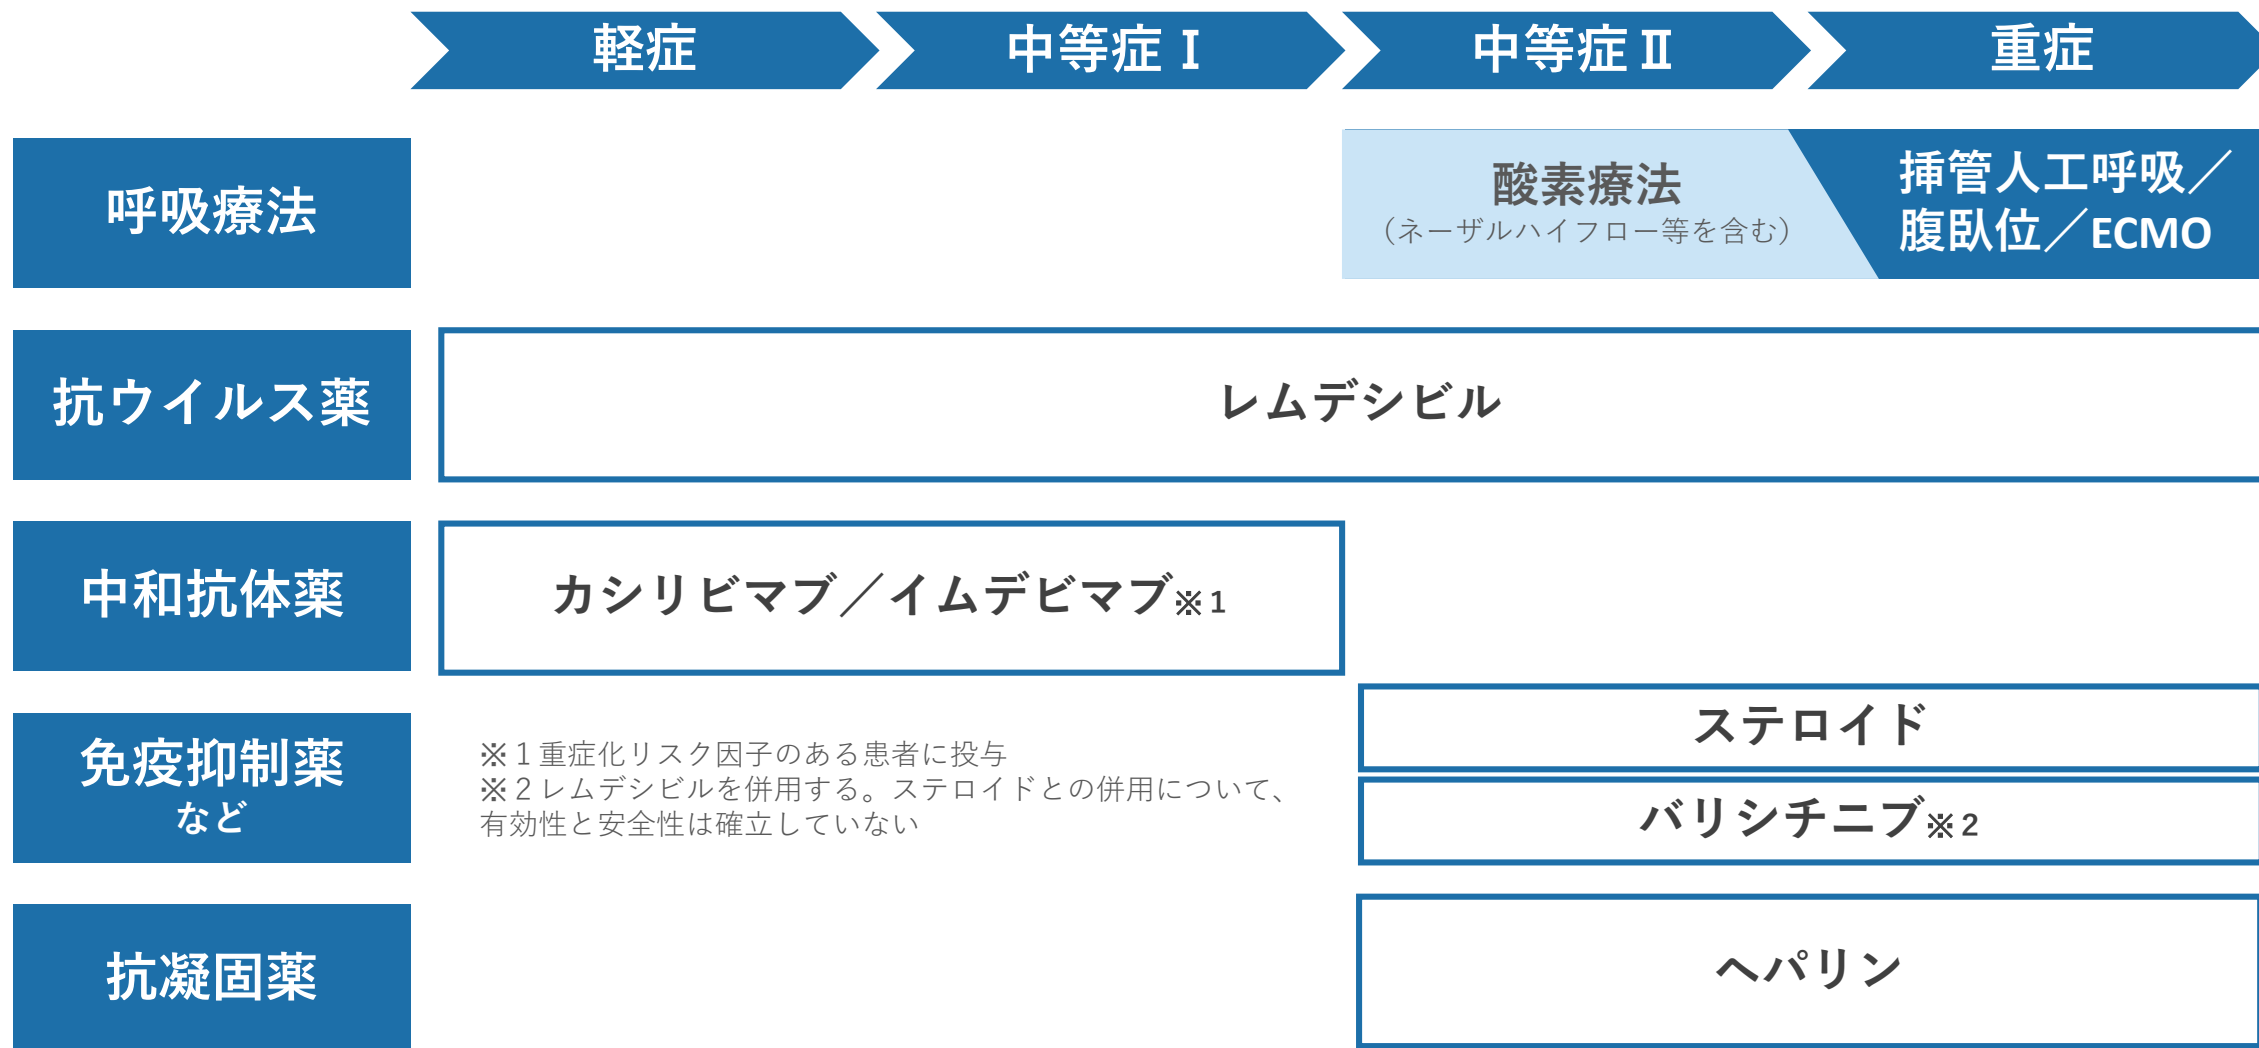 軽症
中等症 Ⅰ
中等症 Ⅱ
重症
呼吸療法
酸素療法
（ネーザルハイフロー等を含む）
挿管人工呼吸／
腹臥位／ECMO
抗ウイルス薬
レムデシビル
中和抗体薬
カシリビマブ／イムデビマブ※1
免疫抑制薬
など
※１重症化リスク因子のある患者に投与
※２レムデシビルを併用する。ステロイドとの併用について、
有効性と安全性は確立していない
ステロイド
バリシチニブ※2
抗凝固薬
ヘパリン